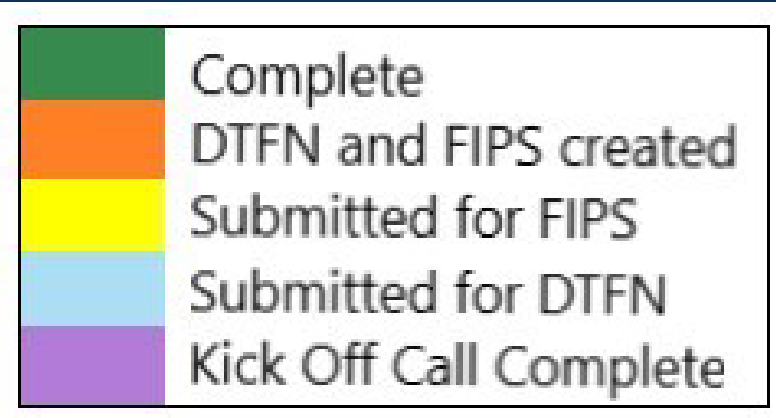 Complete
DTFN and FIPS created
Submitted for FIPS
Submitted for DTFN
Kick Off Call Complete